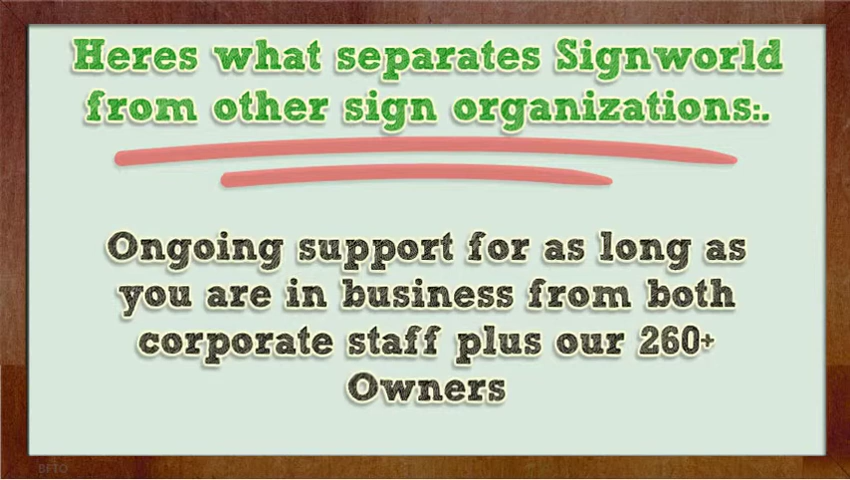 Heres what separates Signworld
from other sign organizations:.
Ongoing support for as long as
you are in business from both
corporate staff plus our 260+
Owners
BFTO